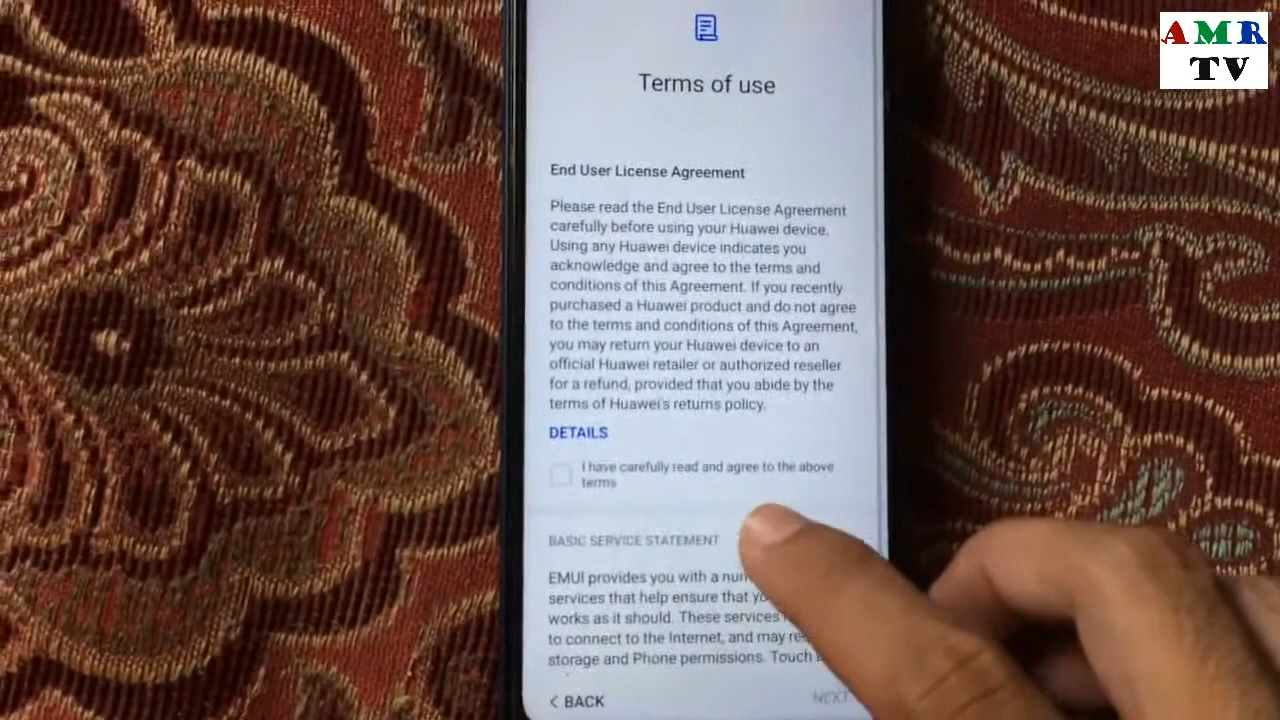 AMR
TV
Terms of use
End User License Agreement
Please read the End User License Agreement
carefully before using your Huawei device.
Using any Huawei device indicates you
acknowledge and agree to the terms and
conditions of this Agreement. If you recently
purchased a Huawei product and do not agree
to the terms and conditions of this Agreement,
you may return your Huawei device to an
official Huawei retailer or authorized reseller
for a refund, provided that you abide by the
terms of Huawei's returns policy.
DETAILS
I have carefully read and agree to the above
terms
BASIC SERVICE STATEMENT
EMUI provides you with a
services that help ensure that
works as it should. These services
to connect to the Internet, and may
storage and Phone permissions. Touch
BACK
NEXT